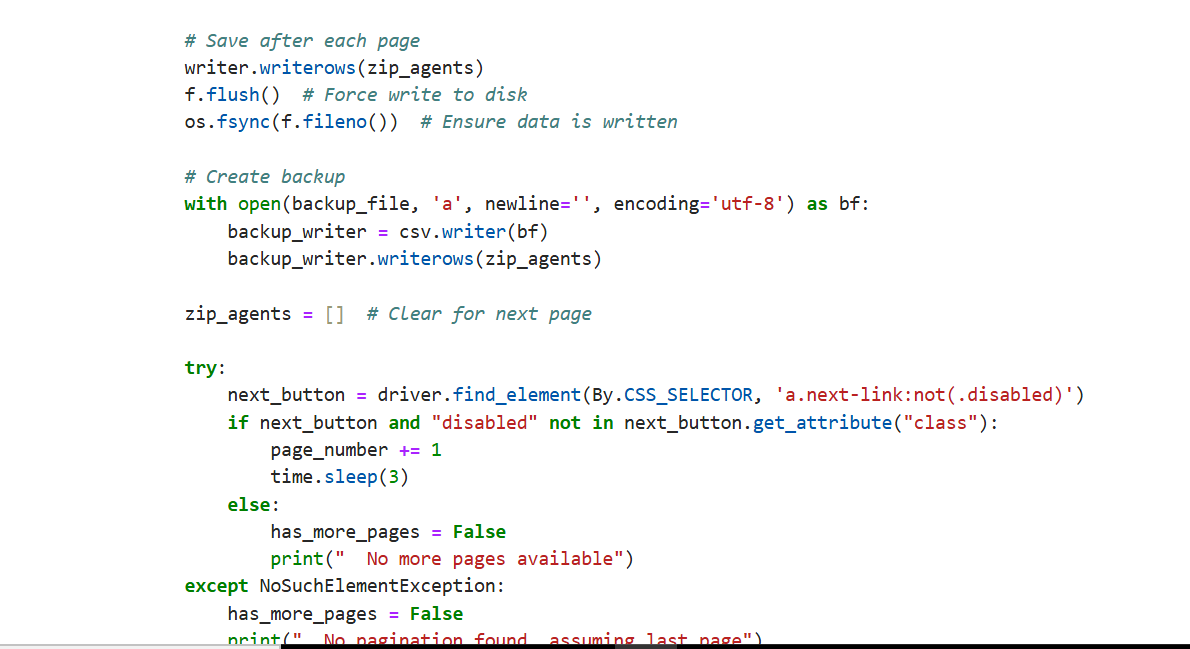 # Save after each page
writer.writerows(zip_agents)
f.flush()  # Force write to disk
os.fsync(f.fileno())  # Ensure data is written

# Create backup
with open(backup_file, 'a', newline='', encoding='utf-8') as bf:
    backup_writer = csv.writer(bf)
    backup_writer.writerows(zip_agents)

zip_agents = []  # Clear for next page

try:
    next_button = driver.find_element(By.CSS_SELECTOR, 'a.next-link:not(.disabled)')
    if next_button and "disabled" not in next_button.get_attribute("class"):
        page_number += 1
        time.sleep(3)
    else:
        has_more_pages = False
        print("  No more pages available")
except NoSuchElementException:
    has_more_pages = False
    print("  No pagination found, assuming last page")